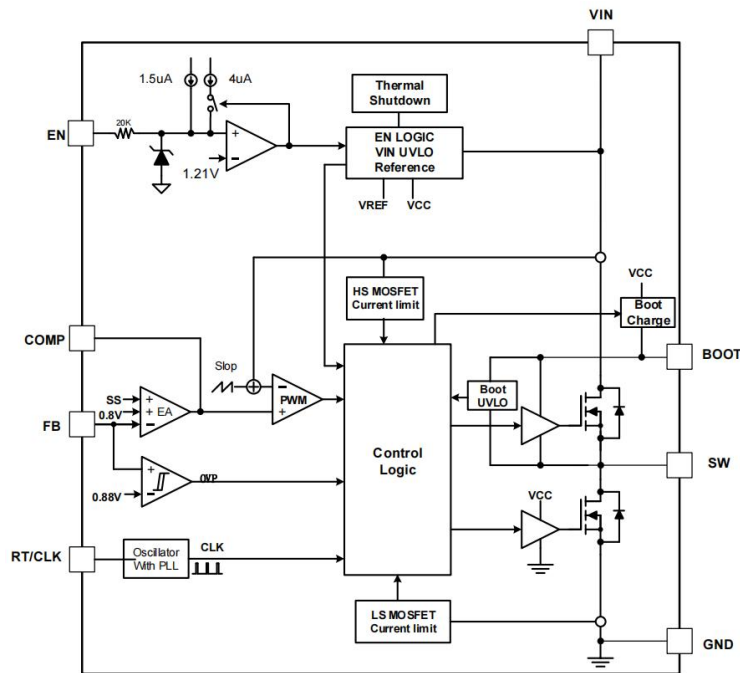 VIN
1.5uA
4uA
Thermal
Shutdown
EN
20K
+
−
1.21V
EN LOGIC
VIN UVLO
Reference
VREF
VCC
HS MOSFET
Current limit
VCC
Boot
Charge
COMP
BOOT
Slop
−
+
PWM
Boot
UVLO
SS
0.8V
+
+
−
EA
FB
Control
Logic
SW
+
−
0.88V
OVP
VCC
RT/CLK
Oscillator
With PLL
CLK
LS MOSFET
Current limit
GND